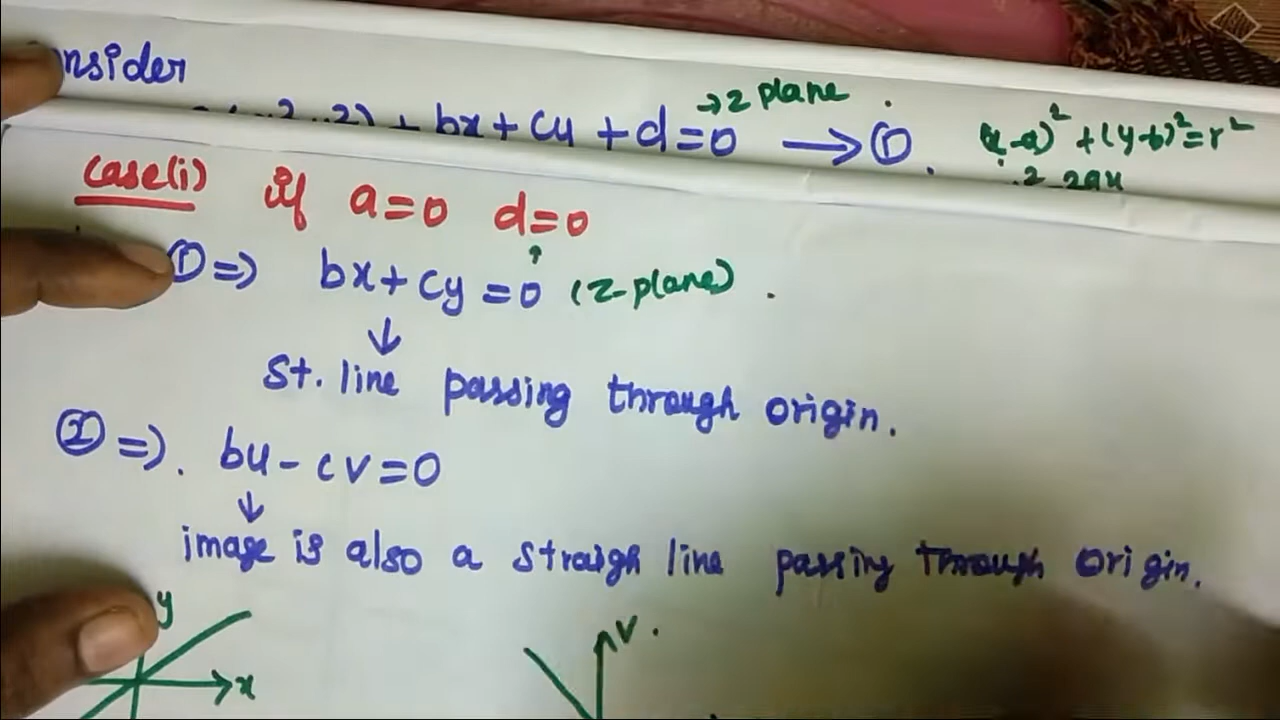 nsider
→ z plane
+ bx + cy + d = 0 → ①.
(x-a)² + (y-b)² = r²
case(i) if a=0 d=0
① ⇒ bx + cy = 0 (z-plane).
↓
St. line passing through origin.
② ⇒. bu - cv = 0
↓
image is also a straigh line passing through origin.
y
x
v.